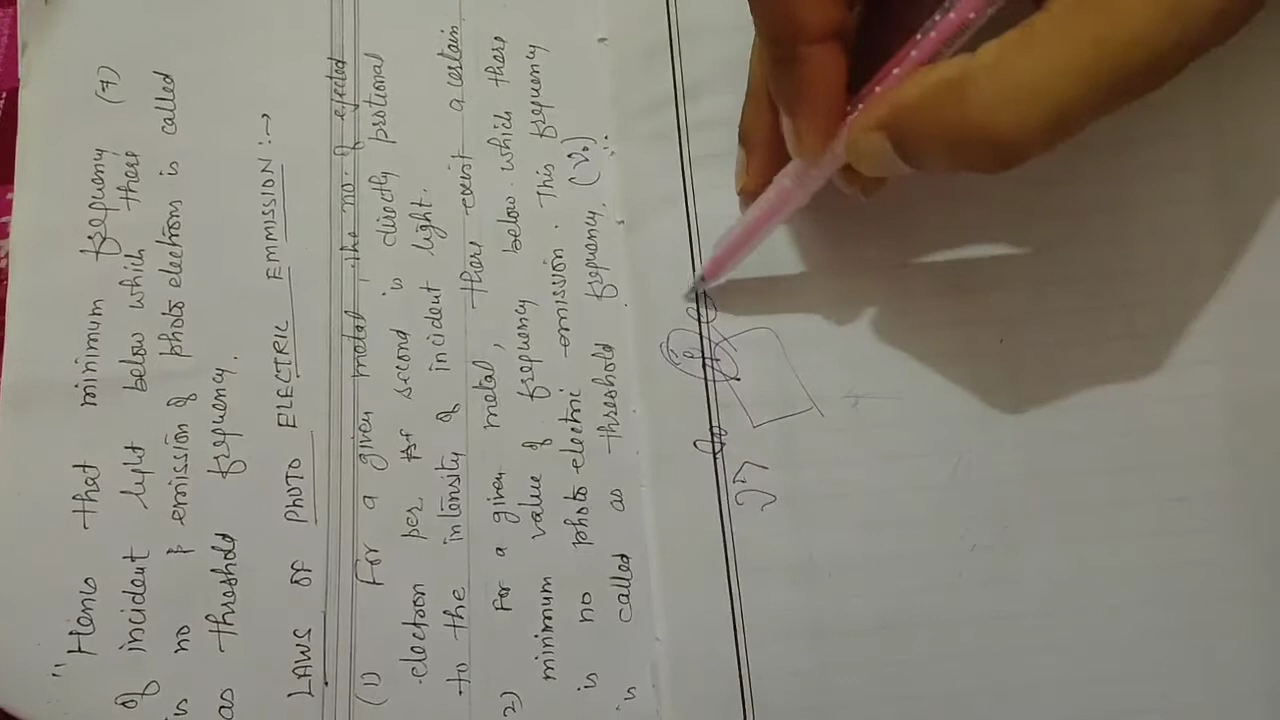 "Hence that minimum frequency (7)
of incident light below which there
is no p emission of photo electrons is called
as threshold frequency.
LAWS OF PHOTO ELECTRIC EMMISSION :→
(1) For a given metal, the no. of ejected
electron per second is directly protional
to the intensity of incident light.
2) For a given metal, there exist a certain
minimum value of frequency below which there
is no photo electric emission. This frequency
is called as threshold frequency. (ν₀)